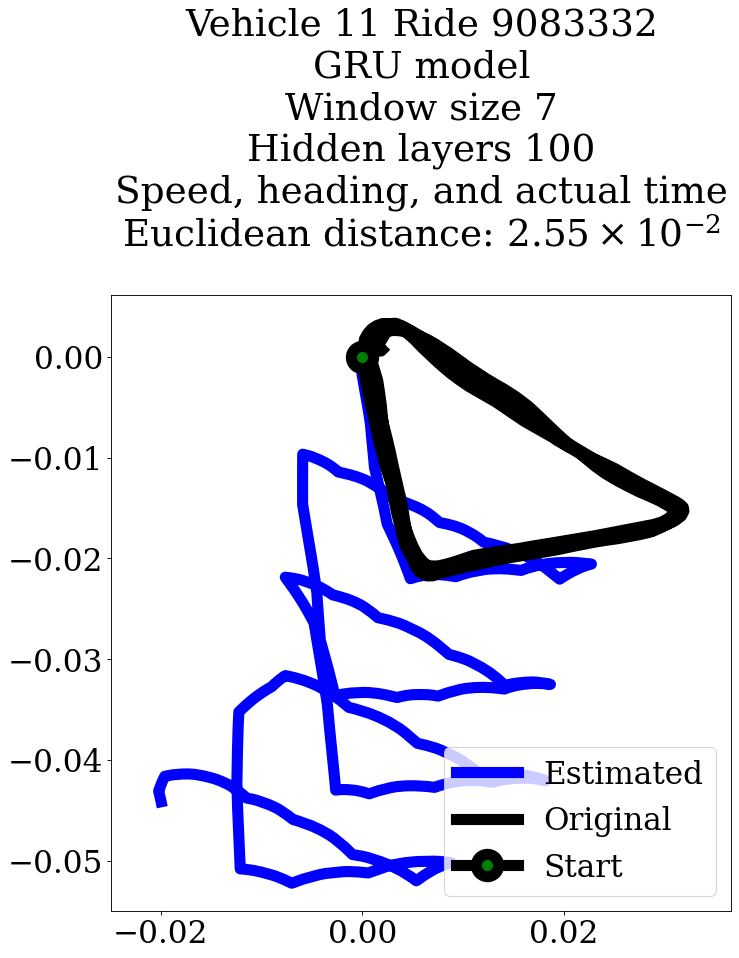 Vehicle 11 Ride 9083332
GRU model
Window size 7
Hidden layers 100
Speed, heading, and actual time
Euclidean distance: 2.55 × 10⁻²
0.00
−0.01
−0.02
−0.03
−0.04
−0.05
Estimated
Original
Start
−0.02 0.00 0.02